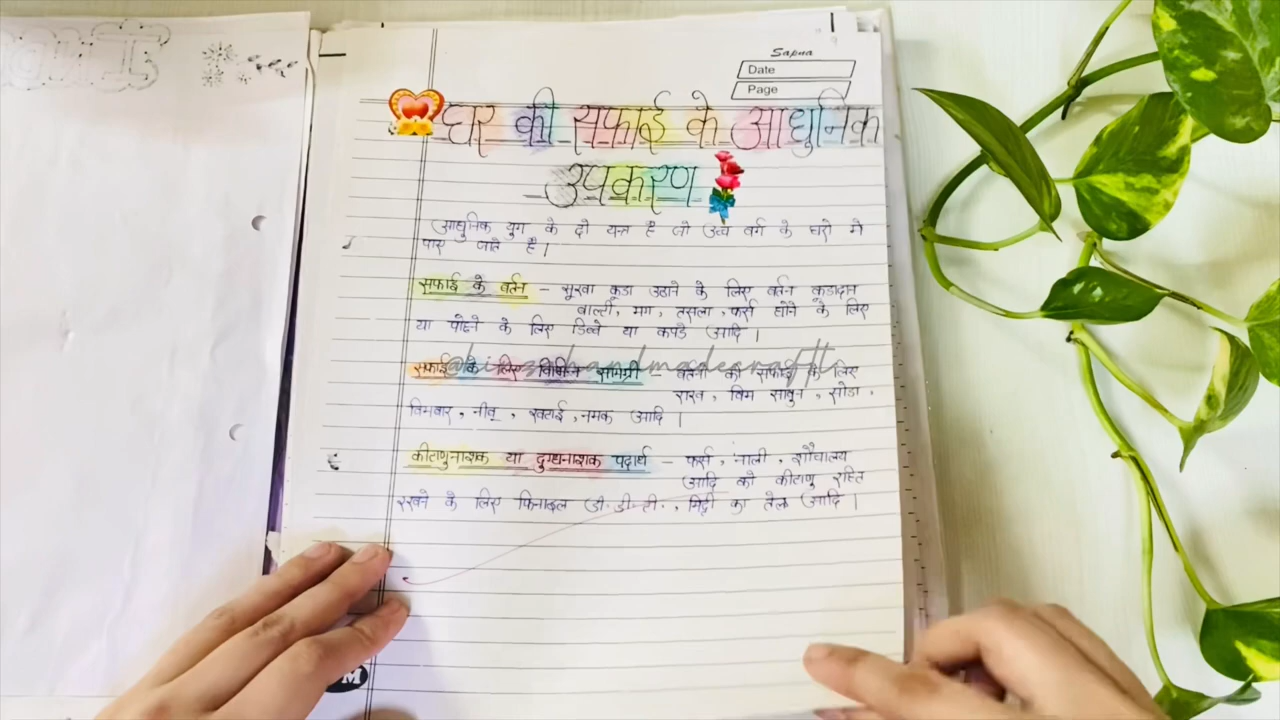 Sapna
Date
Page
घर की सफाई के आधुनिक
उपकरण
आधुनिक युग के दो यन्त्र है जो उच्च वर्ग के घरो मे
पाए जाते है।
सफाई के बर्तन – सूखा कूडा उठाने के लिए बर्तन कूडादान
बाल्टी, मग, तसला, फर्स धोने के लिए
या पोंछने के लिए डिब्बे या कपडे आदि।
सफाई के लिए विभिन्न सामग्री – बर्तनो की सफाई के लिए
राख, विम साबुन, सोडा,
विमबार, नींबू, खटाई, नमक आदि।
कीटाणुनाशक या दुर्गन्धनाशक पदार्थ – फर्स, नाली, शौचालय
आदि को कीटाणु रहित
रखने के लिए फिनाइल डी.डी.टी., मिट्टी का तेल आदि।
M